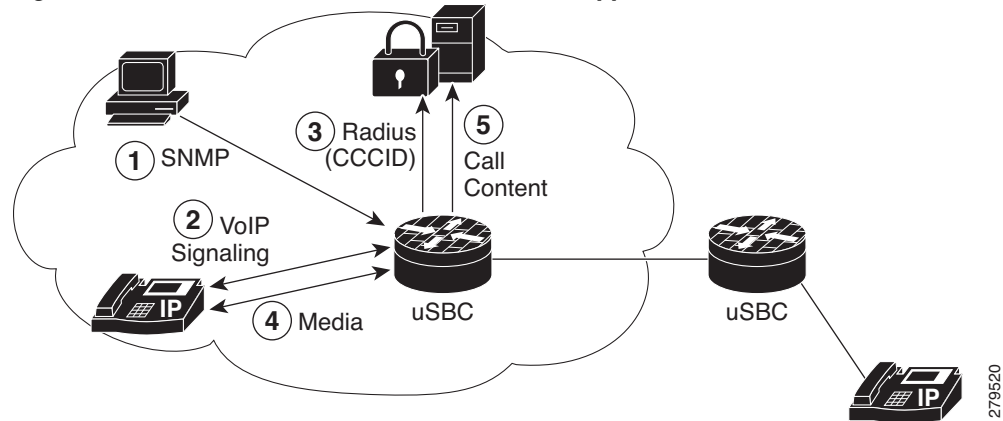 3 Radius
(CCCID)
5
Call
Content
1 SNMP
2 VoIP
Signaling
IP
4 Media
uSBC
uSBC
IP
279520